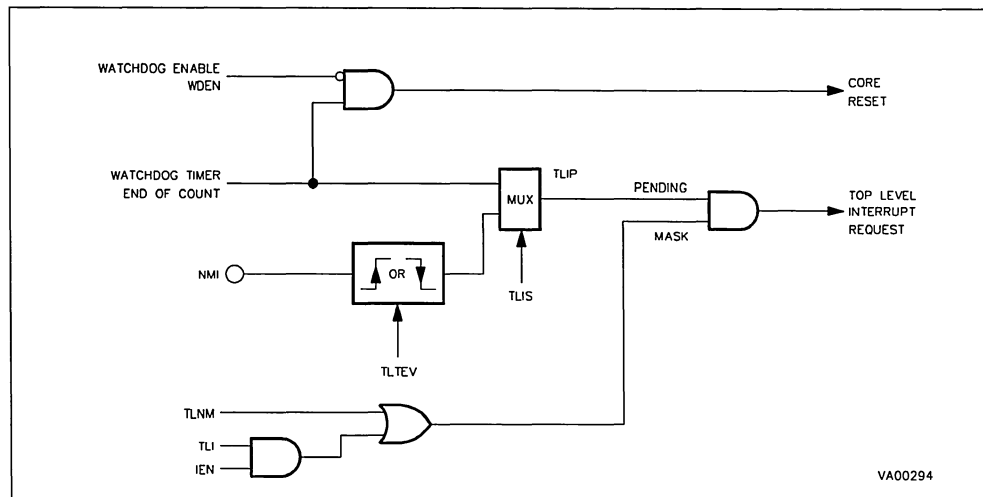 WATCHDOG ENABLE
WDEN
CORE
RESET
WATCHDOG TIMER
END OF COUNT
MUX
TLIP
PENDING
MASK
TOP LEVEL
INTERRUPT
REQUEST
NMI
OR
TLIS
TLTEV
TLNM
TLI
IEN
VA00294